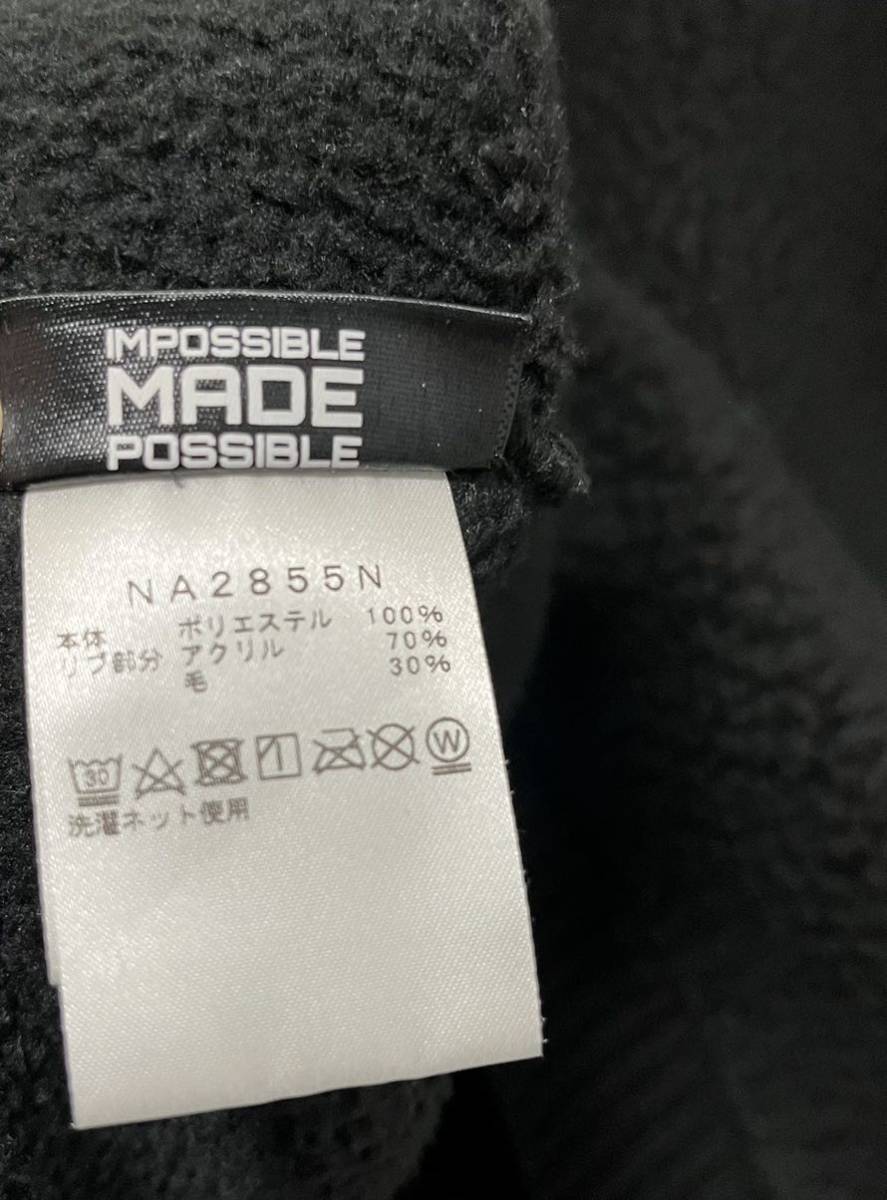 IMPOSSIBLE
MADE
POSSIBLE
NA2855N
本体 ポリエステル 100%
リブ部分 アクリル 70%
毛 30%
30 W
洗濯ネット使用